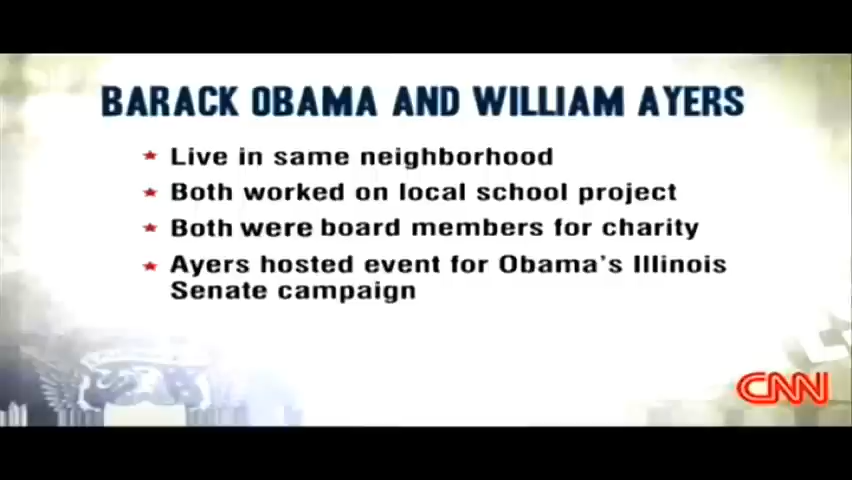 BARACK OBAMA AND WILLIAM AYERS
Live in same neighborhood
Both worked on local school project
Both were board members for charity
Ayers hosted event for Obama's Illinois
Senate campaign
CNN